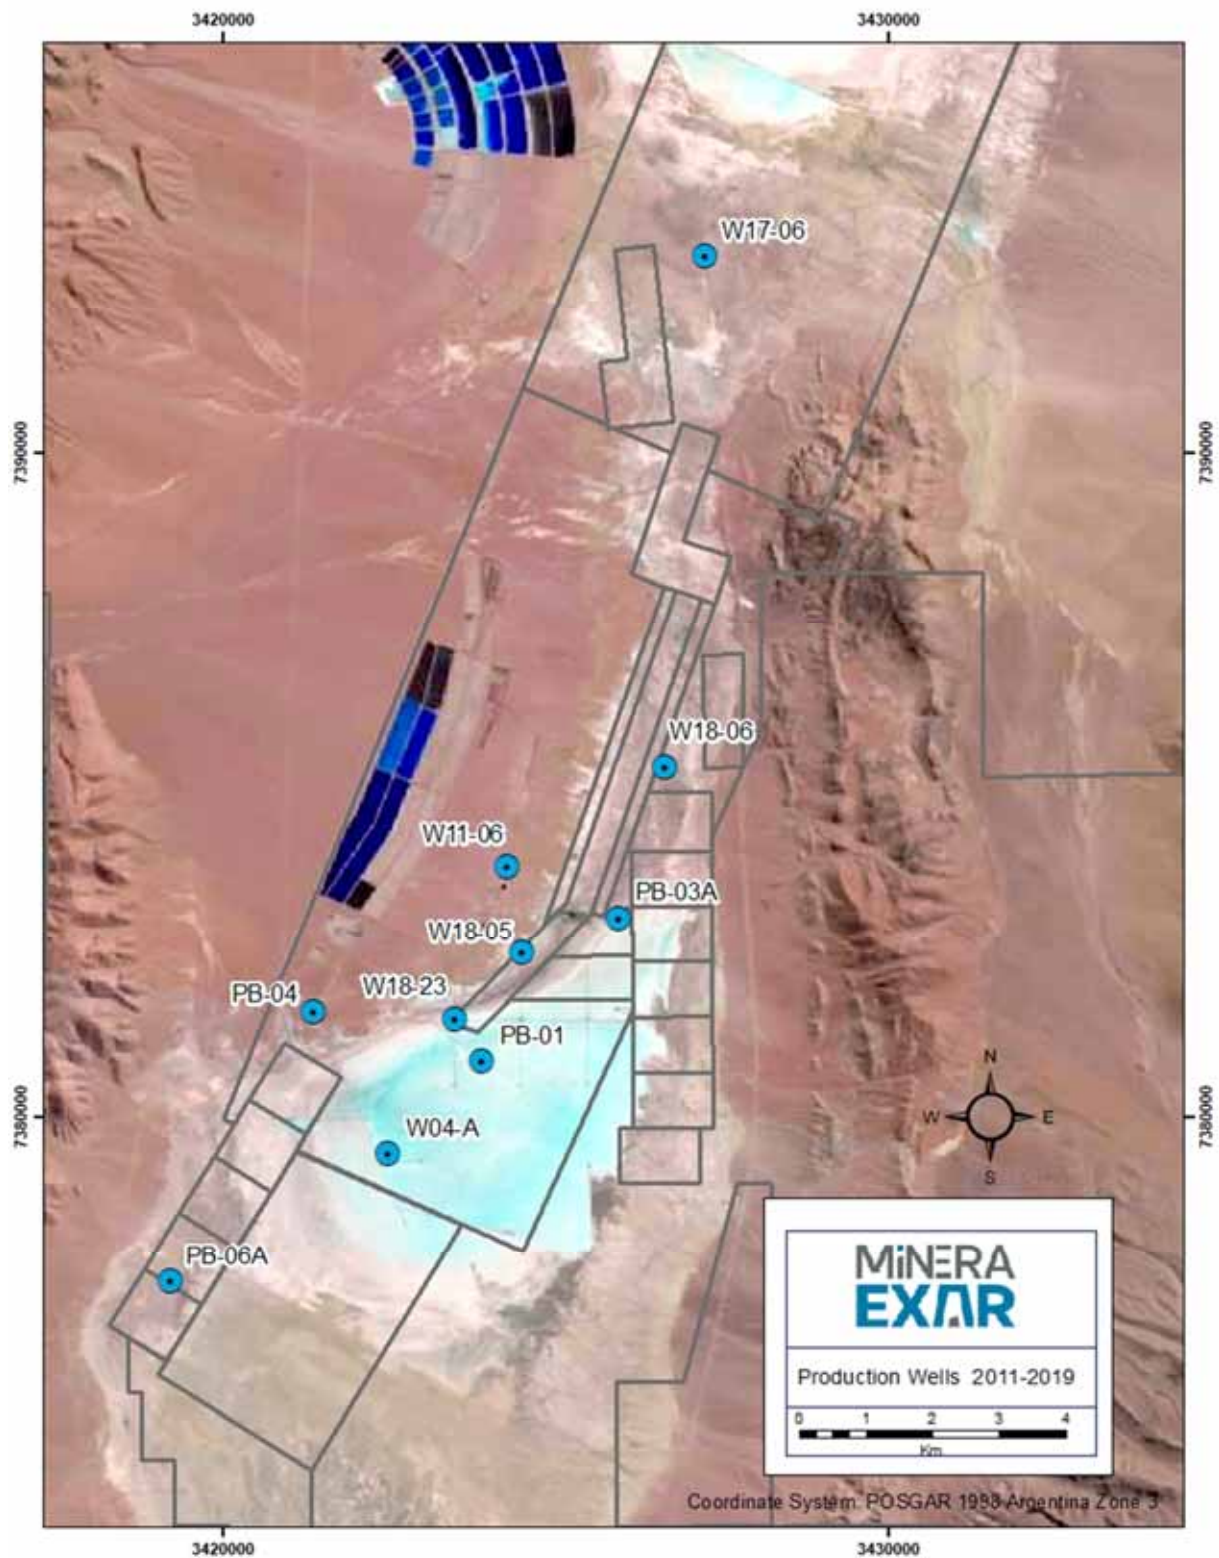 3420000
3430000
W17-06
7390000
7390000
W18-06
W11-06
PB-03A
W18-05
W18-23
PB-04
PB-01
N
W
E
S
7380000
7380000
W04-A
PB-06A
MiNERA
EXAR
Production Wells 2011-2019
0 1 2 3 4
Km
Coordinate System: POSGAR 1998 Argentina Zone 3
3420000
3430000